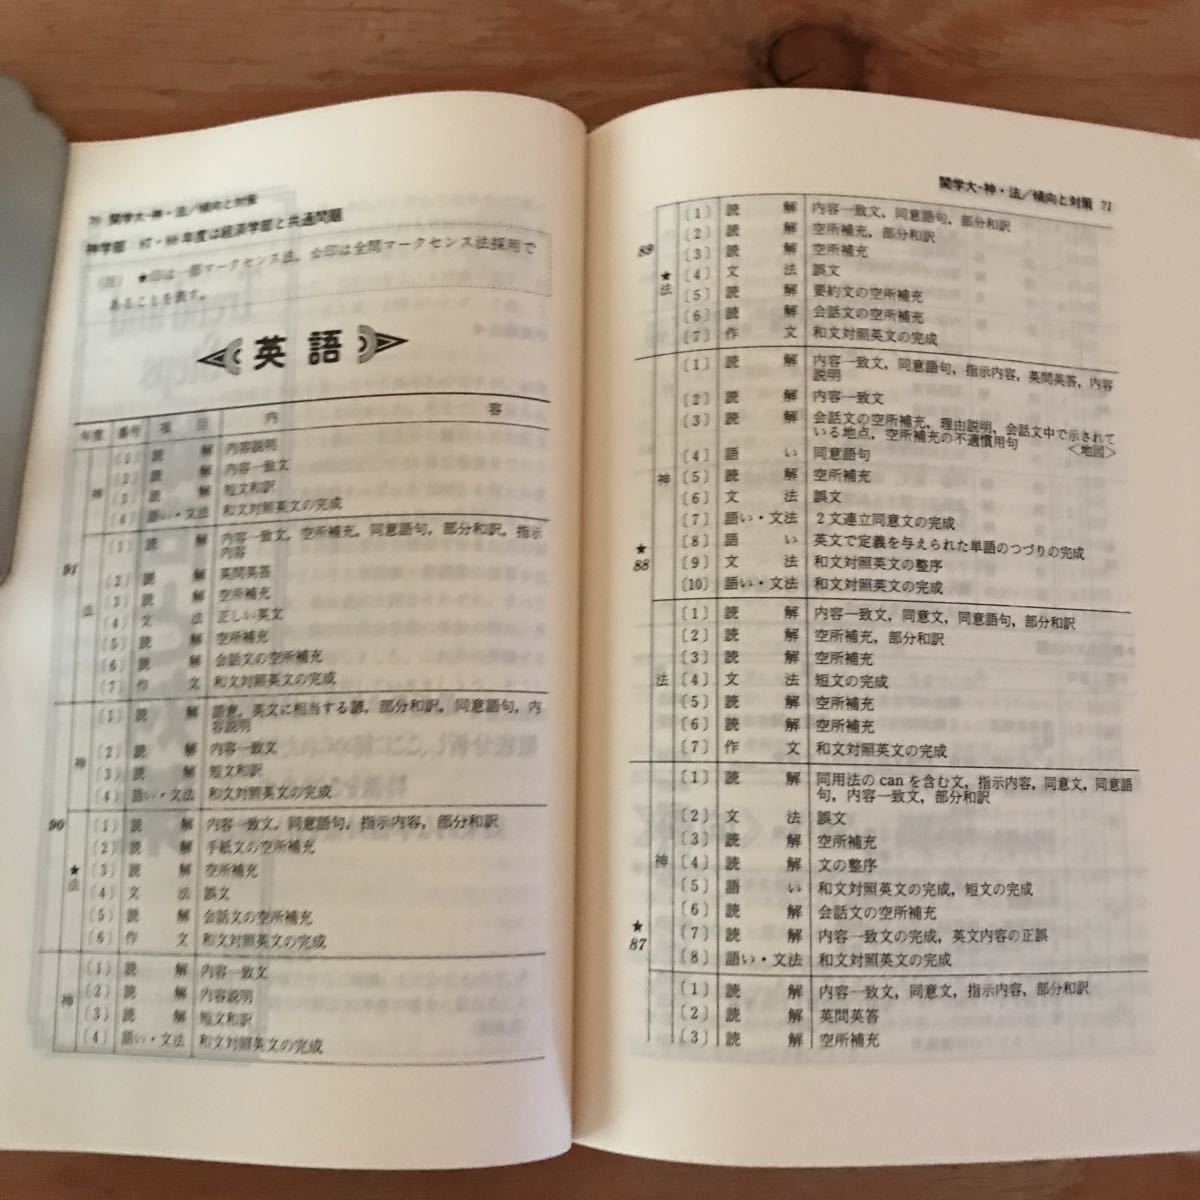 70 関学大-神・法／傾向と対策
神学部：87・88年度は経済学部と共通問題
(注) ★印は一部マークセンス法，☆印は全問マークセンス法採用で
あることを表す。
英語
年度 番号 項目 内容
91
神
〔1〕 読解 内容説明
〔2〕 読解 内容一致文
〔3〕 読解 短文和訳
〔4〕 語い・文法 和文対照英文の完成
法
〔1〕 読解 内容一致文，空所補充，同意語句，部分和訳，指示
内容
〔2〕 読解 英問英答
〔3〕 読解 空所補充
〔4〕 文法 正しい英文
〔5〕 読解 空所補充
〔6〕 読解 会話文の空所補充
〔7〕 作文 和文対照英文の完成
90
神
〔1〕 読解 語意，英文に相当する諺，部分和訳，同意語句，内
容説明
〔2〕 読解 内容一致文
〔3〕 読解 短文和訳
〔4〕 語い・文法 和文対照英文の完成
★法
〔1〕 読解 内容一致文，同意語句，指示内容，部分和訳
〔2〕 読解 手紙文の空所補充
〔3〕 読解 空所補充
〔4〕 文法 誤文
〔5〕 読解 会話文の空所補充
〔6〕 作文 和文対照英文の完成
神
〔1〕 読解 内容一致文
〔2〕 読解 内容説明
〔3〕 読解 短文和訳
〔4〕 語い・文法 和文対照英文の完成
関学大-神・法／傾向と対策 71
89
★法
〔1〕 読解 内容一致文，同意語句，部分和訳
〔2〕 読解 空所補充，部分和訳
〔3〕 読解 空所補充
〔4〕 文法 誤文
〔5〕 読解 要約文の空所補充
〔6〕 読解 会話文の空所補充
〔7〕 作文 和文対照英文の完成
★88
神
〔1〕 読解 内容一致文，同意語句，指示内容，英問英答，内容
説明
〔2〕 読解 内容一致文
〔3〕 読解 会話文の空所補充，理由説明，会話文中で示されて
いる地点，空所補充の不適慣用句 <地図>
〔4〕 語い 同意語句
〔5〕 読解 空所補充
〔6〕 文法 誤文
〔7〕 語い・文法 2文連立同意文の完成
〔8〕 語い 英文で定義を与えられた単語のつづりの完成
〔9〕 文法 和文対照英文の整序
〔10〕 語い・文法 和文対照英文の完成
法
〔1〕 読解 内容一致文，同意文，同意語句，部分和訳
〔2〕 読解 空所補充，部分和訳
〔3〕 読解 空所補充
〔4〕 文法 短文の完成
〔5〕 読解 空所補充
〔6〕 読解 空所補充
〔7〕 作文 和文対照英文の完成
★87
神
〔1〕 読解 同用法の can を含む文，指示内容，同意文，同意語
句，内容一致文，部分和訳
〔2〕 文法 誤文
〔3〕 読解 空所補充
〔4〕 読解 文の整序
〔5〕 語い 和文対照英文の完成，短文の完成
〔6〕 読解 会話文の空所補充
〔7〕 読解 内容一致文の完成，英文内容の正誤
〔8〕 語い・文法 和文対照英文の完成
〔1〕 読解 内容一致文，同意文，指示内容，部分和訳
〔2〕 読解 英問英答
〔3〕 読解 空所補充